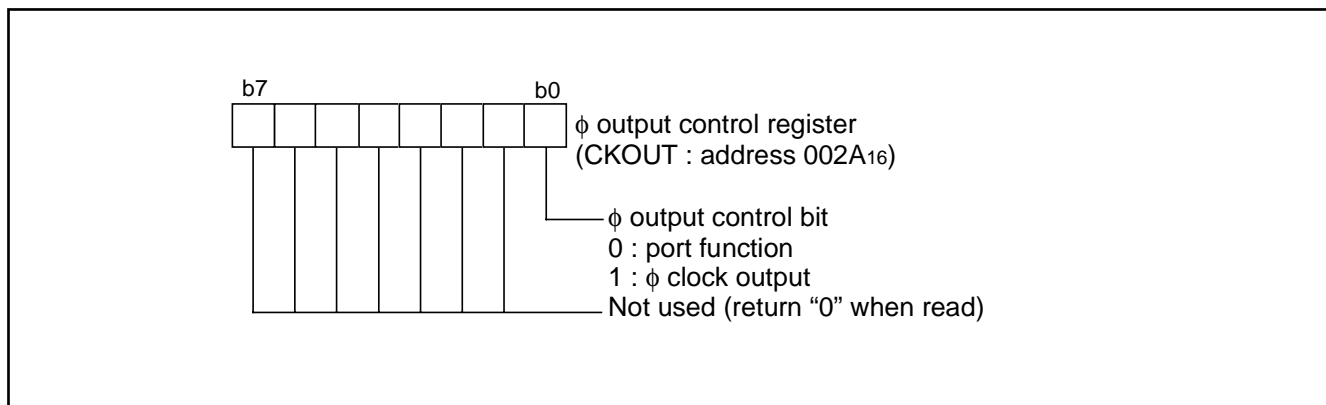 b7 b0
ϕ output control register
(CKOUT : address 002A16)
ϕ output control bit
0 : port function
1 : ϕ clock output
Not used (return “0” when read)